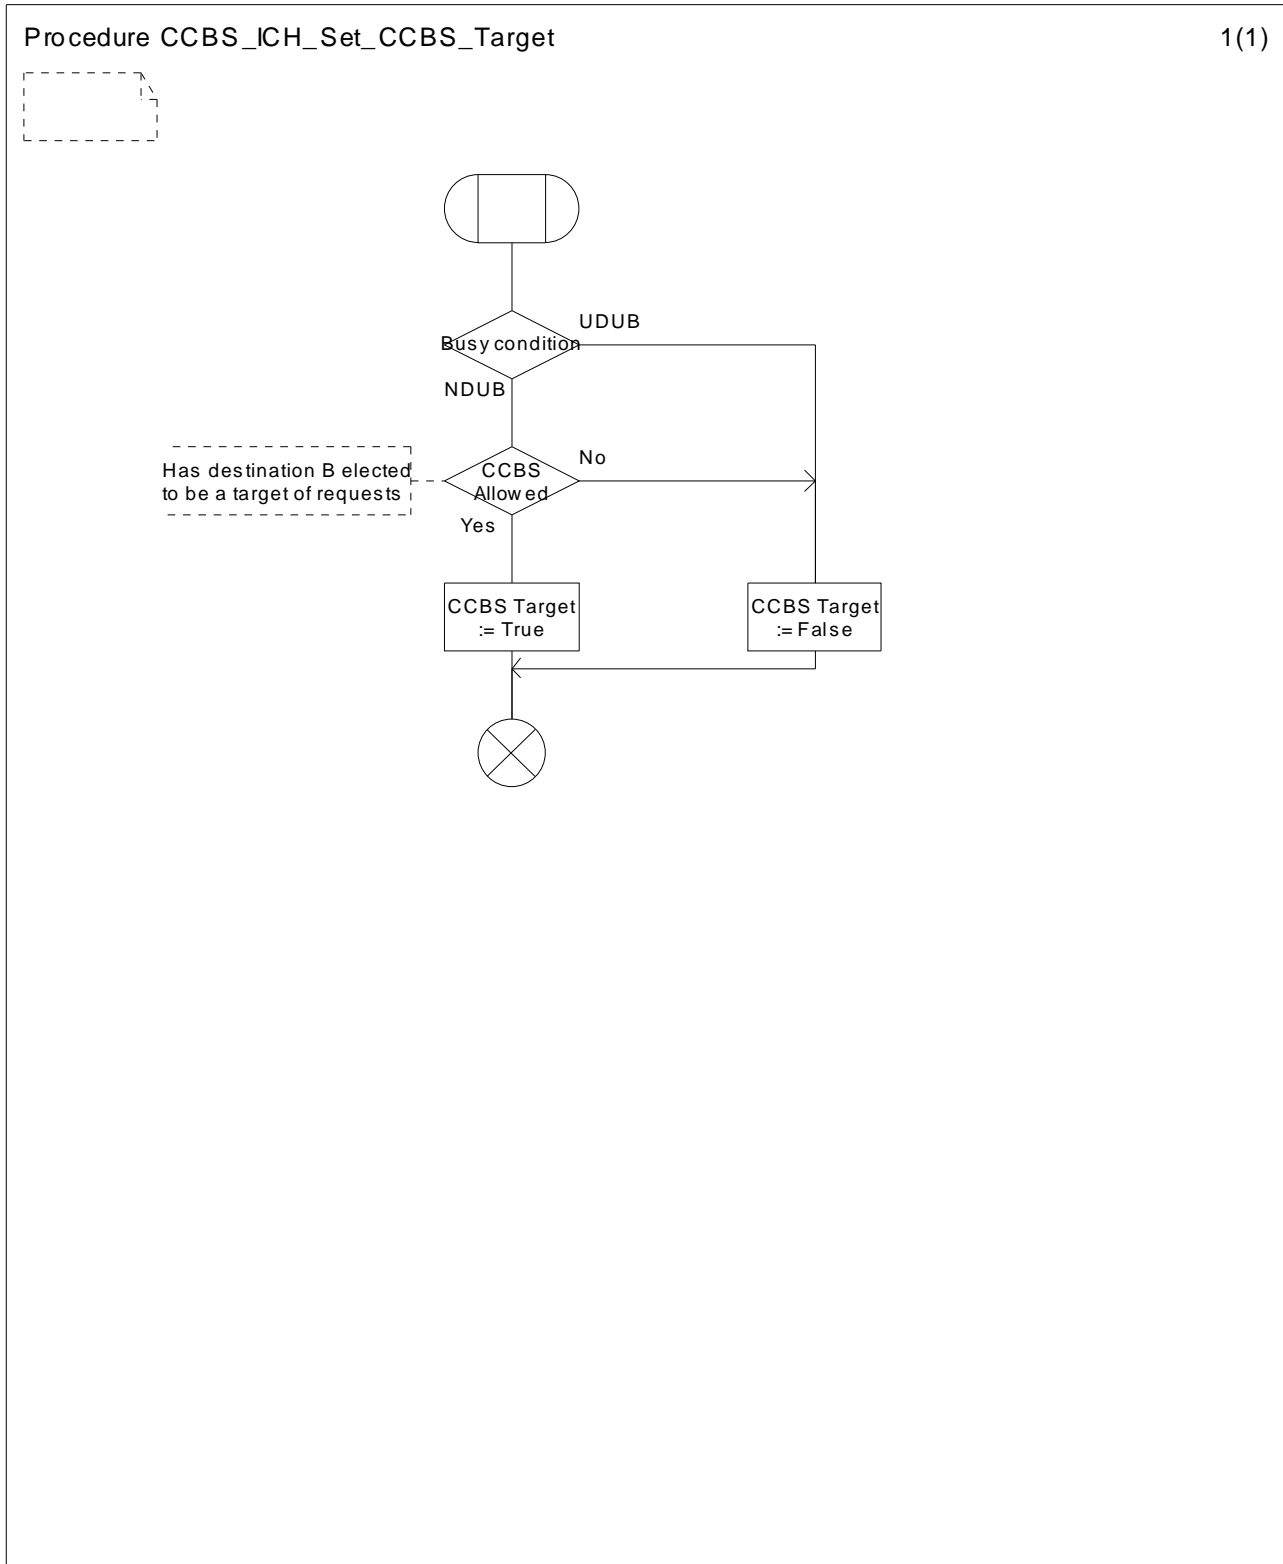 Procedure CCBS_ICH_Set_CCBS_Target
1(1)
UDUB
Busy condition
NDUB
No
Has destination B elected
to be a target of requests
CCBS
Allowed
Yes
CCBS Target
:= True
CCBS Target
:= False